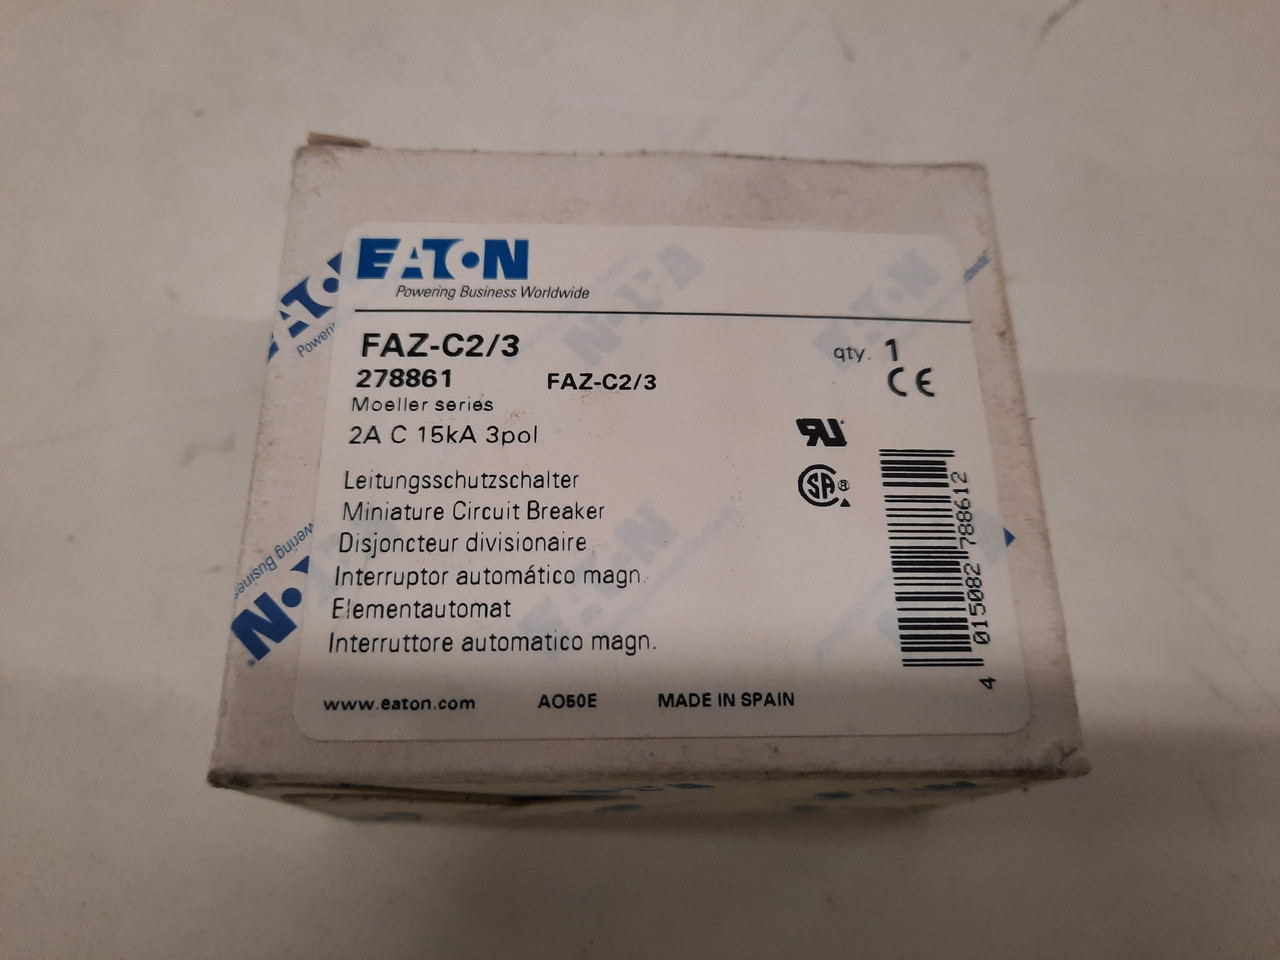 EATON
Powering Business Worldwide
FAZ-C2/3
qty. 1
278861
FAZ-C2/3
CE
Moeller series
2A C 15kA 3pol
Leitungsschutzschalter
Miniature Circuit Breaker
Disjoncteur divisionaire
Interruptor automático magn.
Elementautomat
Interruttore automatico magn.
SA ®
4 015082 788612
www.eaton.com
MADE IN SPAIN